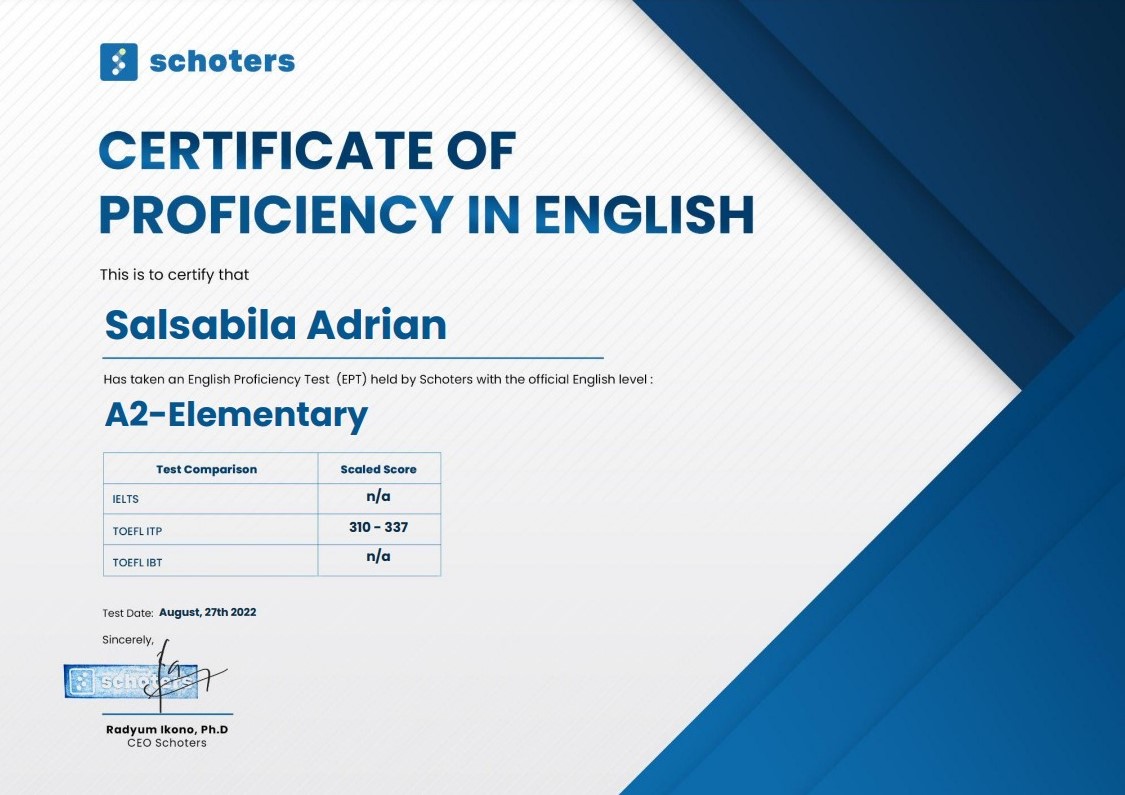 schoters
CERTIFICATE OF
PROFICIENCY IN ENGLISH
This is to certify that
Salsabila Adrian
Has taken an English Proficiency Test (EPT) held by Schoters with the official English level :
A2-Elementary
Test Comparison Scaled Score
IELTS n/a
TOEFL ITP 310 - 337
TOEFL IBT n/a
Test Date: August, 27th 2022
Sincerely,
schoters
Radyum Ikono, Ph.D
CEO Schoters